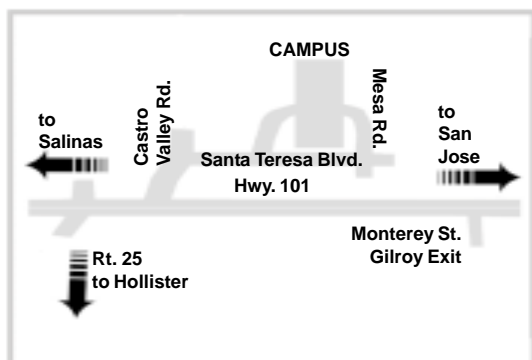 CAMPUS
to
Salinas
Castro
Valley Rd.
Mesa Rd.
to
San
Jose
Santa Teresa Blvd.
Hwy. 101
Monterey St.
Gilroy Exit
Rt. 25
to Hollister